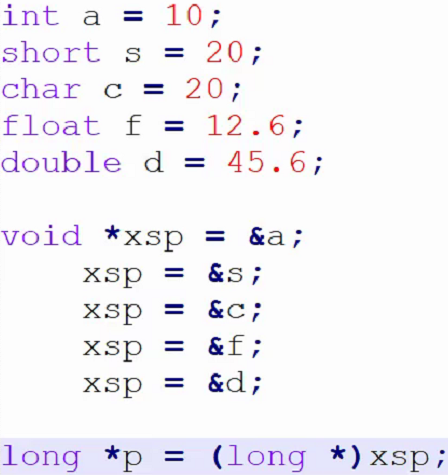 int a = 10;
short s = 20;
char c = 20;
float f = 12.6;
double d = 45.6;
void *xsp = &a;
xsp = &s;
xsp = &c;
xsp = &f;
xsp = &d;
long *p = (long *)xsp;